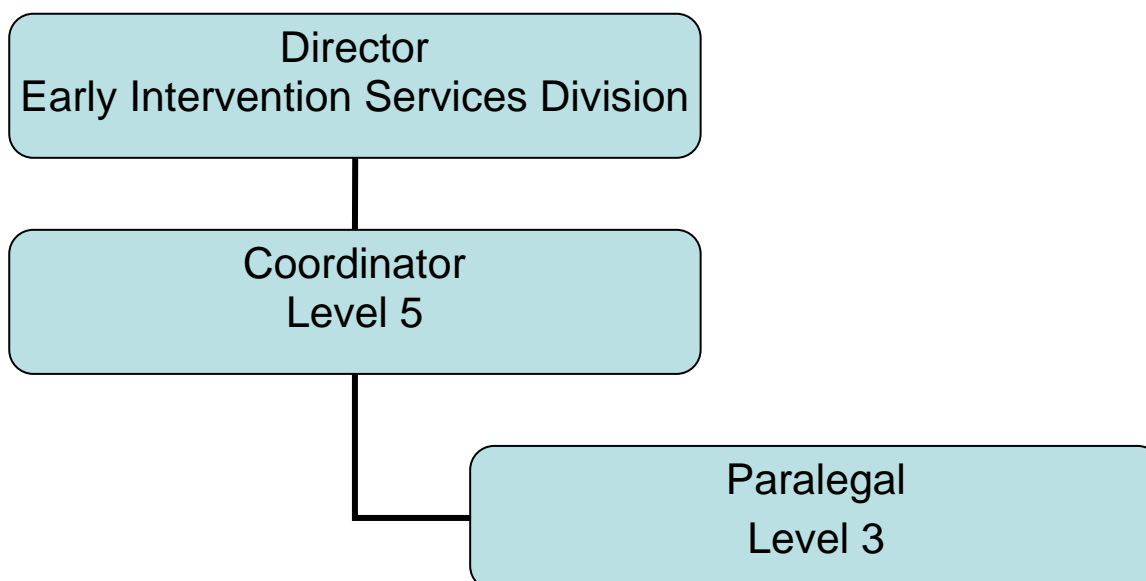 Director
Early Intervention Services Division
Coordinator
Level 5
Paralegal
Level 3